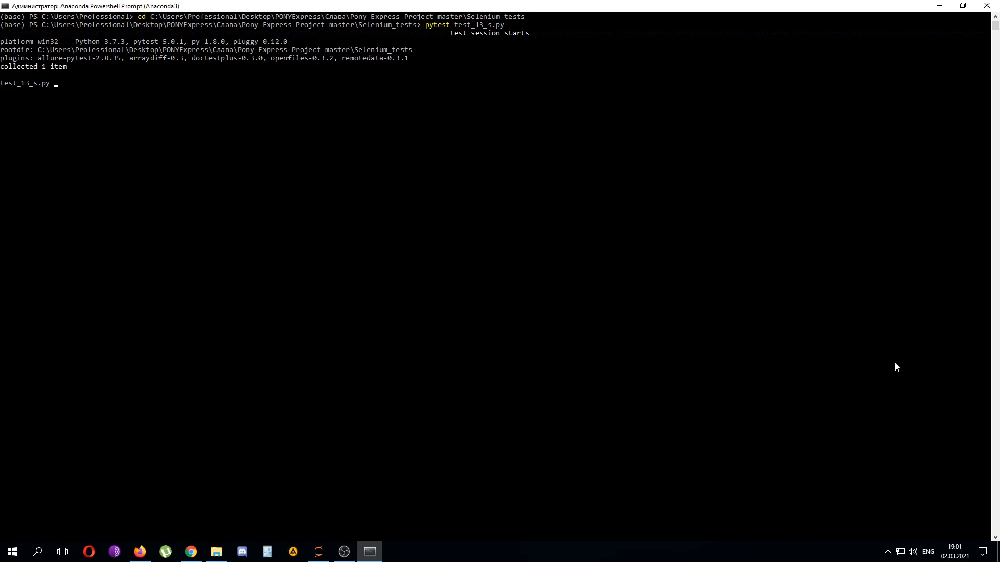 Администратор: Anaconda Powershell Prompt (Anaconda3)
(base) PS C:\Users\Professional> cd C:\Users\Professional\Desktop\PONYExpress\Слава\Pony-Express-Project-master\Selenium_tests
(base) PS C:\Users\Professional\Desktop\PONYExpress\Слава\Pony-Express-Project-master\Selenium_tests> pytest test_13_s.py
=========================================================================================================== test session starts ============================================================================================================
platform win32 -- Python 3.7.3, pytest-5.0.1, py-1.8.0, pluggy-0.12.0
rootdir: C:\Users\Professional\Desktop\PONYExpress\Слава\Pony-Express-Project-master\Selenium_tests
plugins: allure-pytest-2.8.35, arraydiff-0.3, doctestplus-0.3.0, openfiles-0.3.2, remotedata-0.3.1
collected 1 item
test_13_s.py
ENG
19:01
02.03.2021